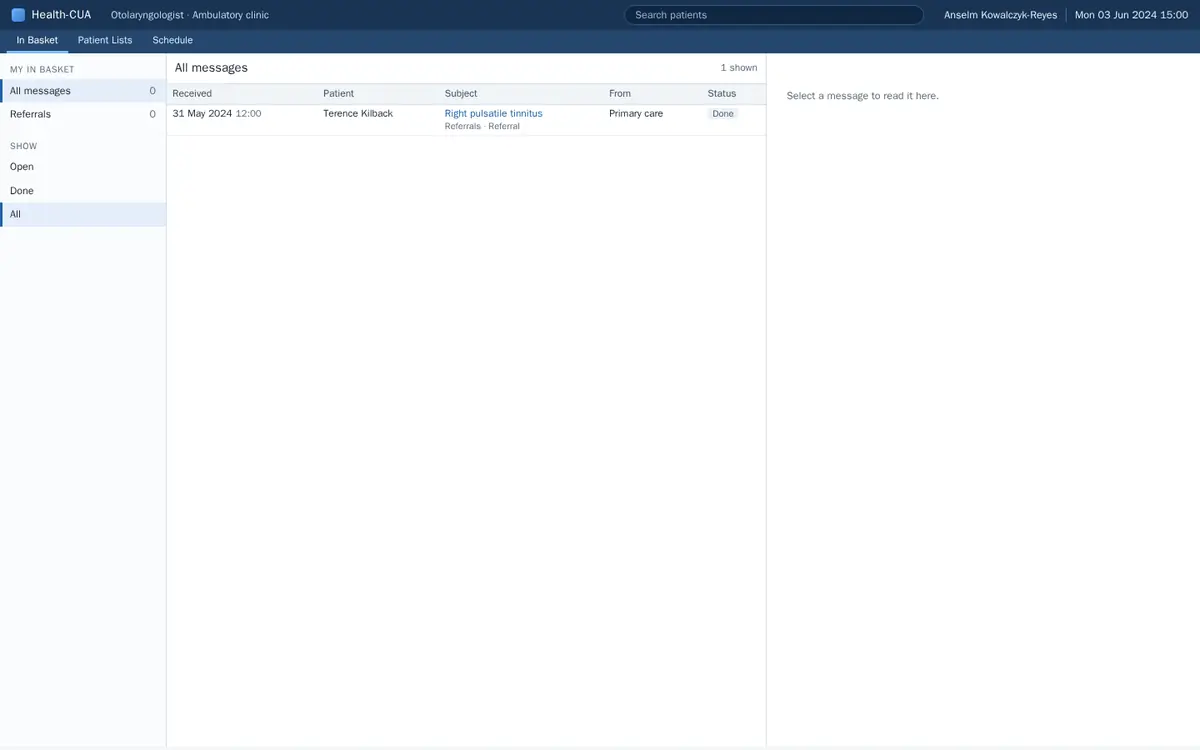 Health-CUA Otolaryngologist · Ambulatory clinic Search patients Anselm Kowalczyk-Reyes Mon 03 Jun 2024 15:00
In Basket Patient Lists Schedule
MY IN BASKET
All messages 0
Referrals 0
SHOW
Open
Done
All
All messages 1 shown
Received Patient Subject From Status
31 May 2024 12:00 Terence Kilback Right pulsatile tinnitus Primary care Done
Referrals · Referral
Select a message to read it here.